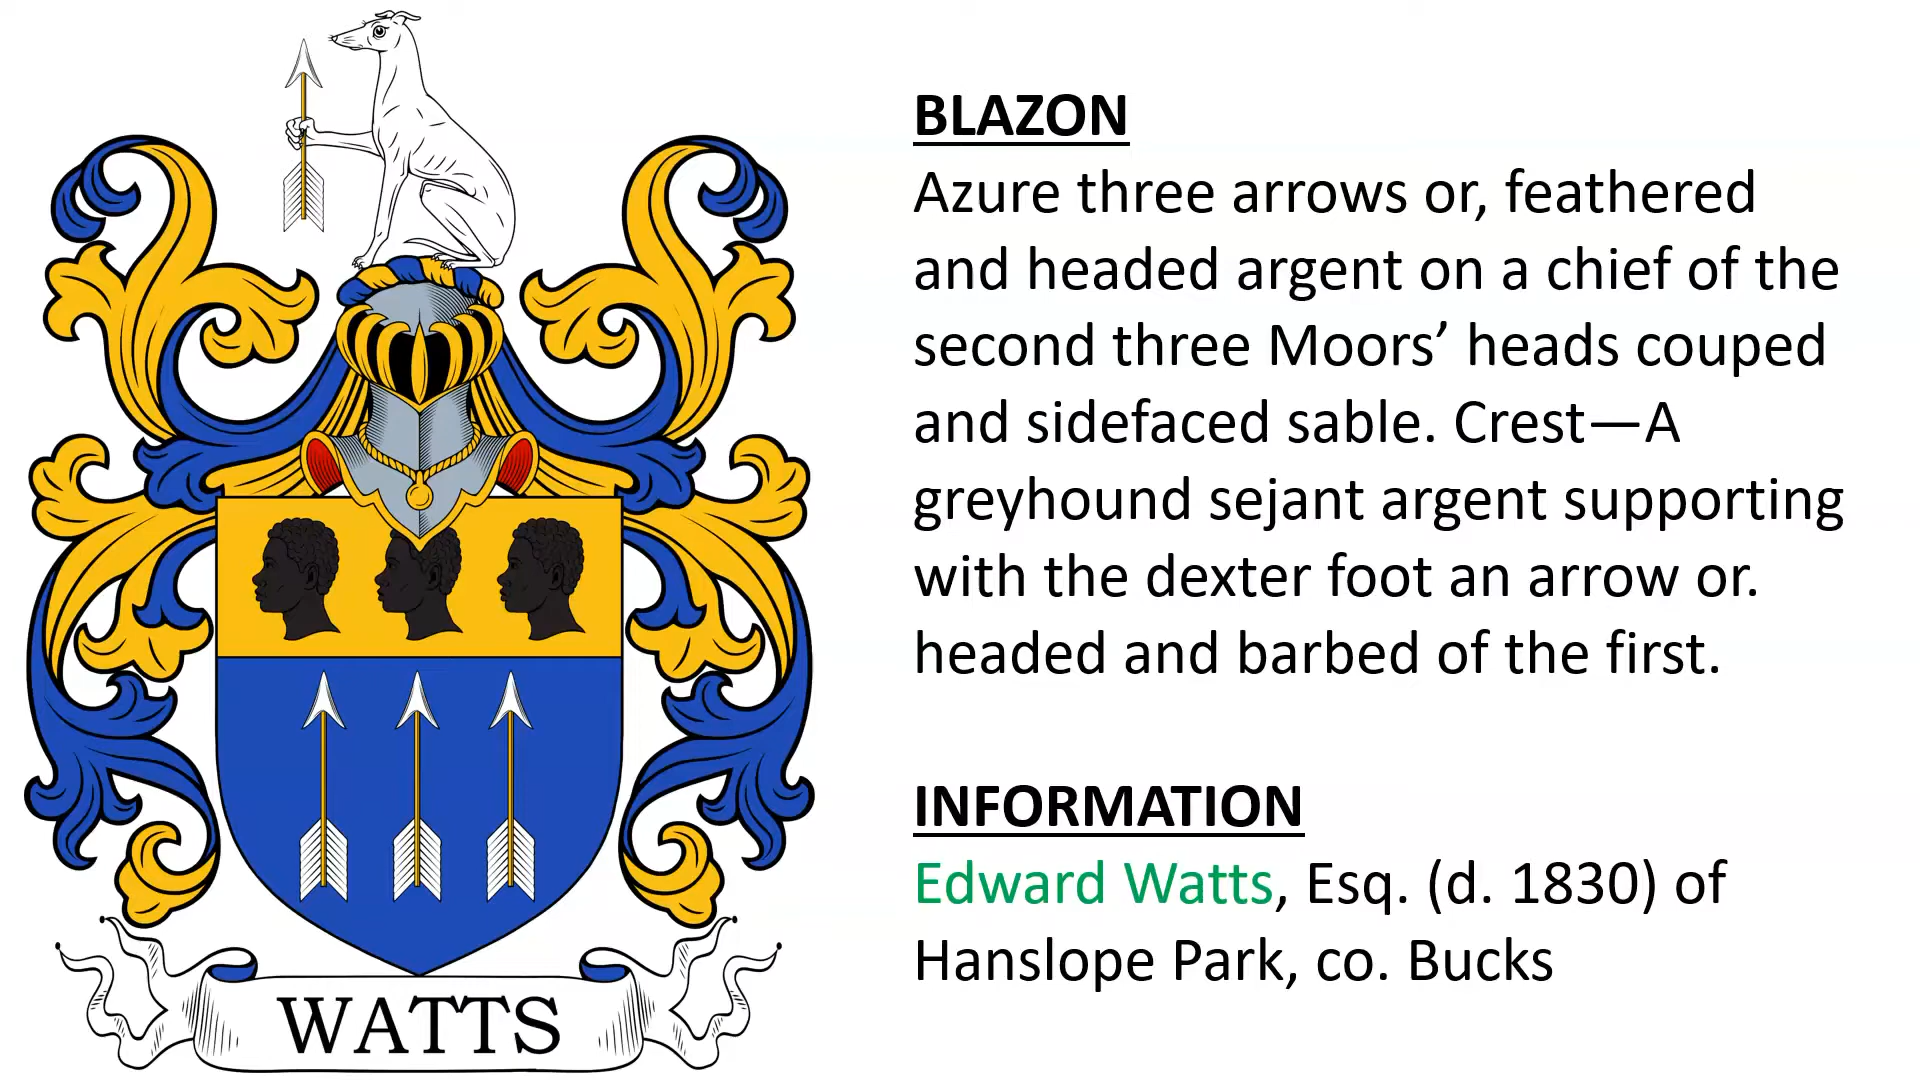 BLAZON
Azure three arrows or, feathered
and headed argent on a chief of the
second three Moors’ heads couped
and sidefaced sable. Crest—A
greyhound sejant argent supporting
with the dexter foot an arrow or.
headed and barbed of the first.
INFORMATION
Edward Watts, Esq. (d. 1830) of
Hanslope Park, co. Bucks
WATTS